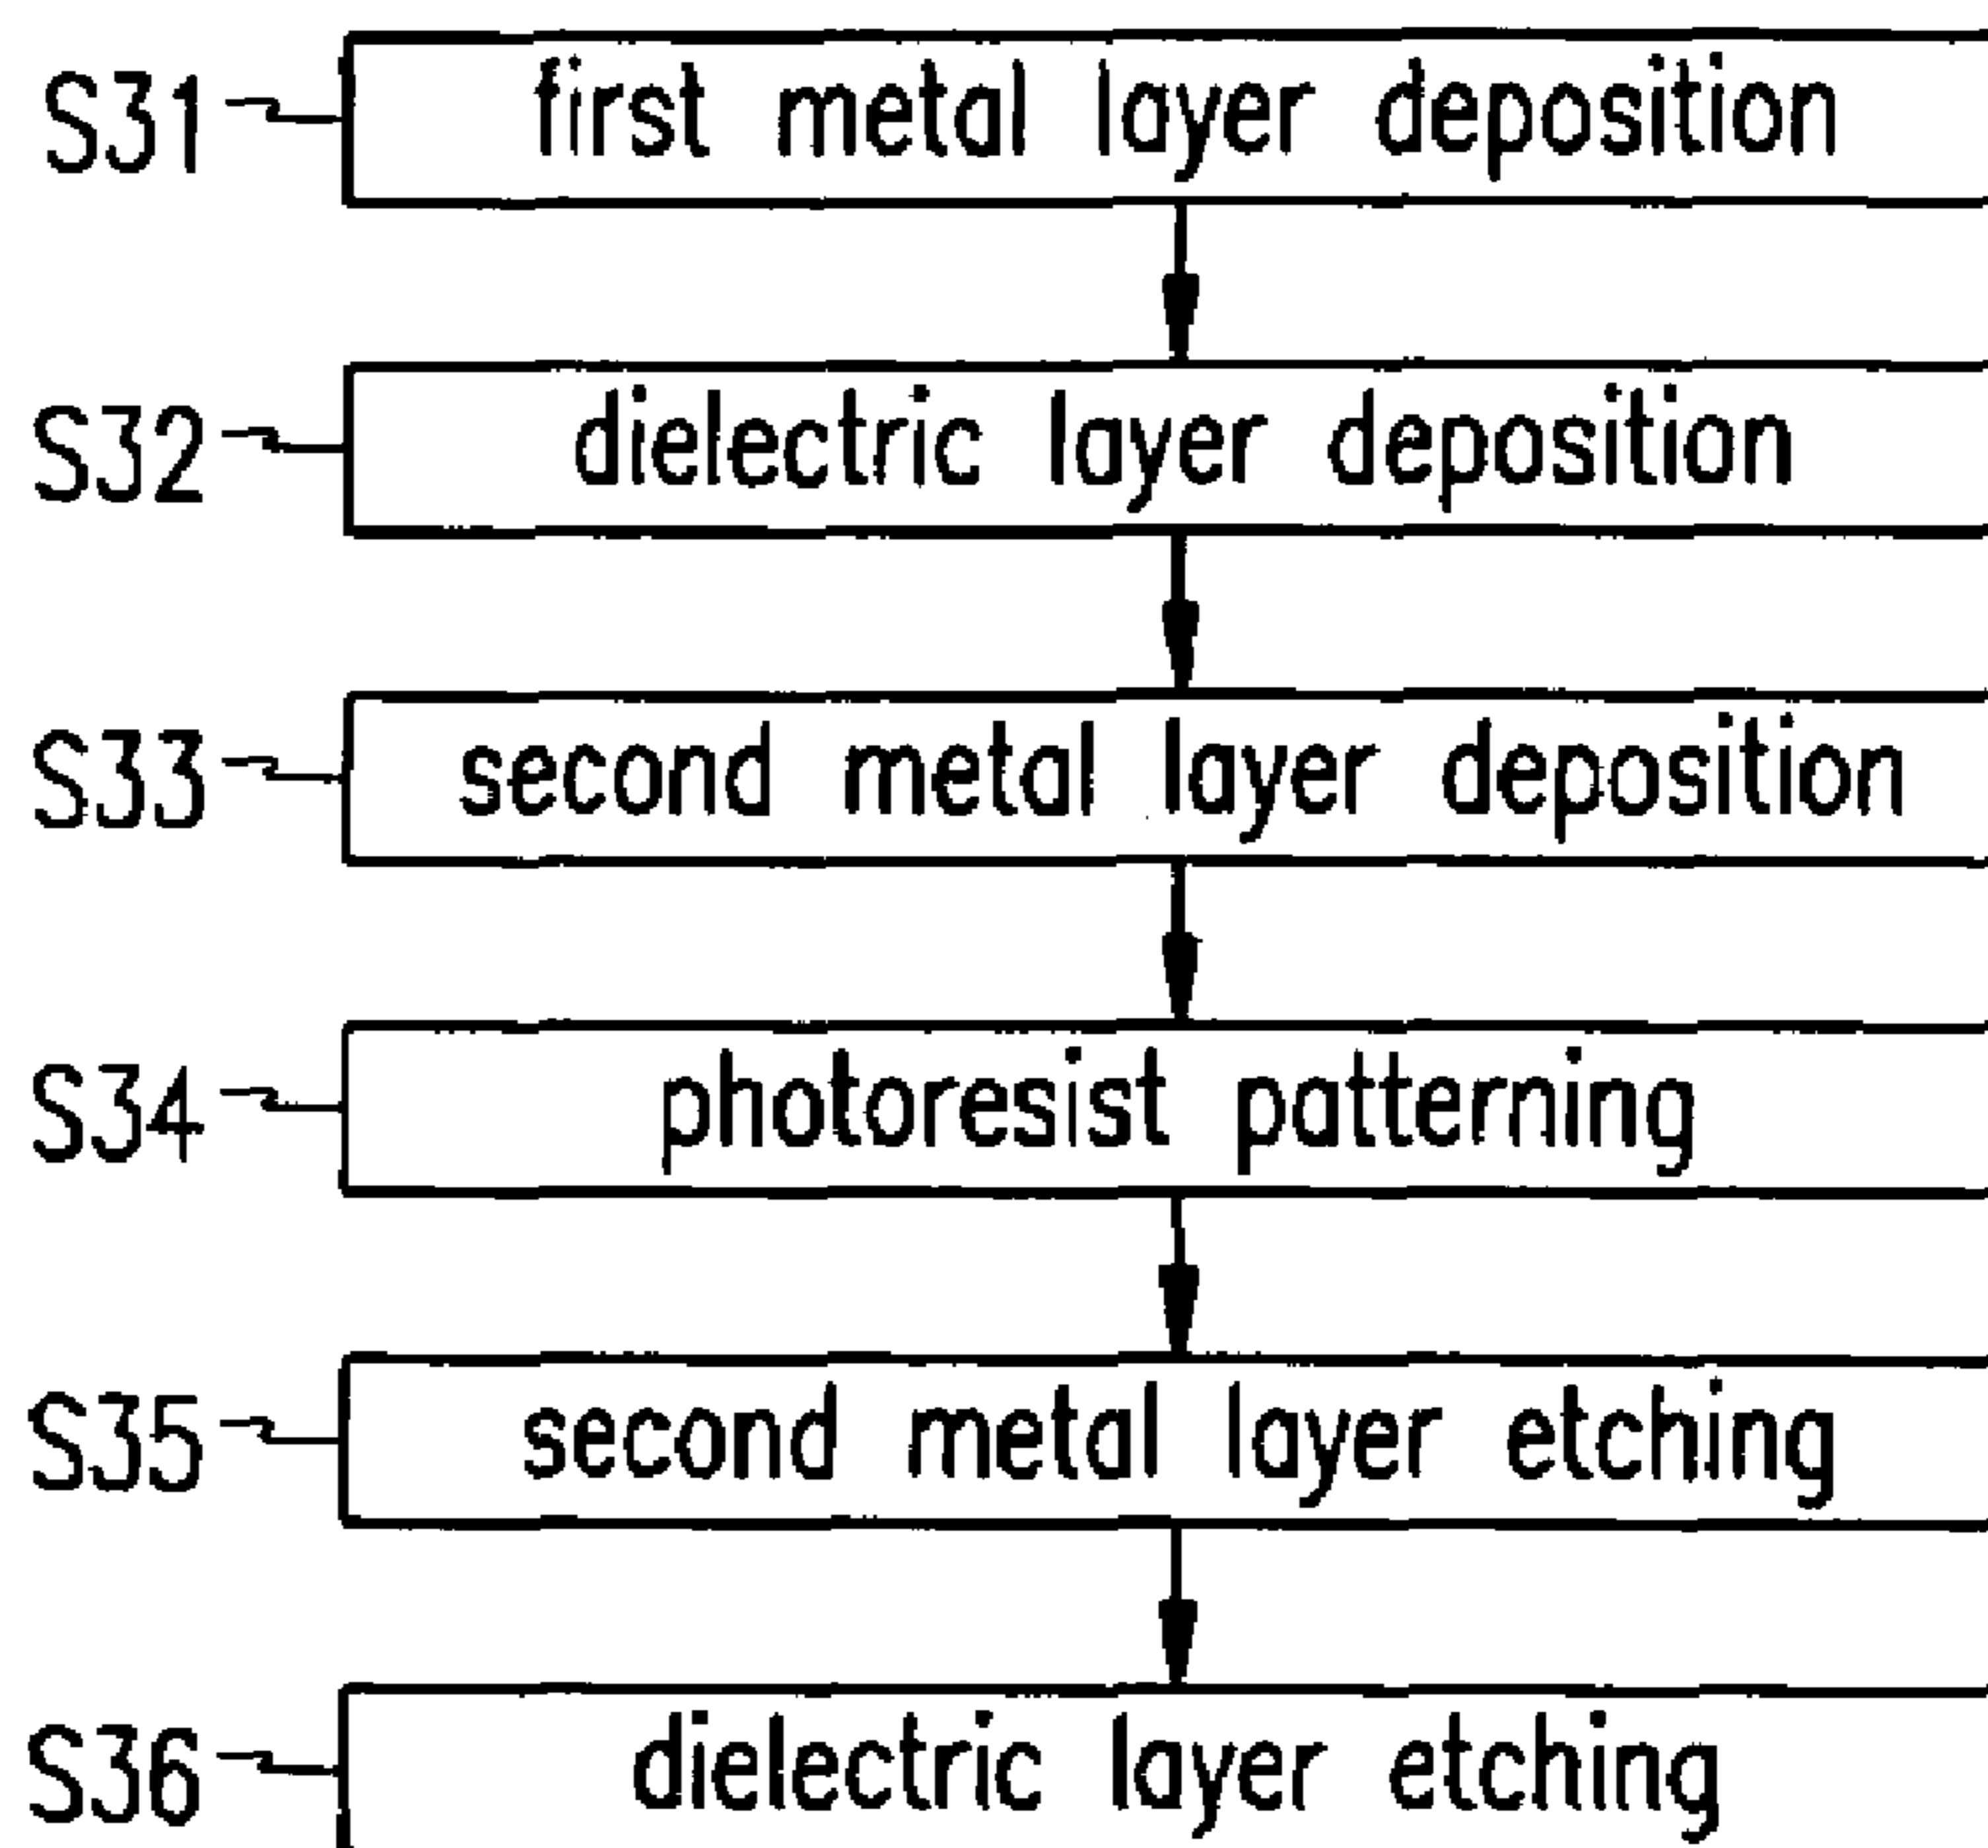 S31 first metal layer deposition
S32 dielectric layer deposition
S33 second metal layer deposition
S34 photoresist patterning
S35 second metal layer etching
S36 dielectric layer etching